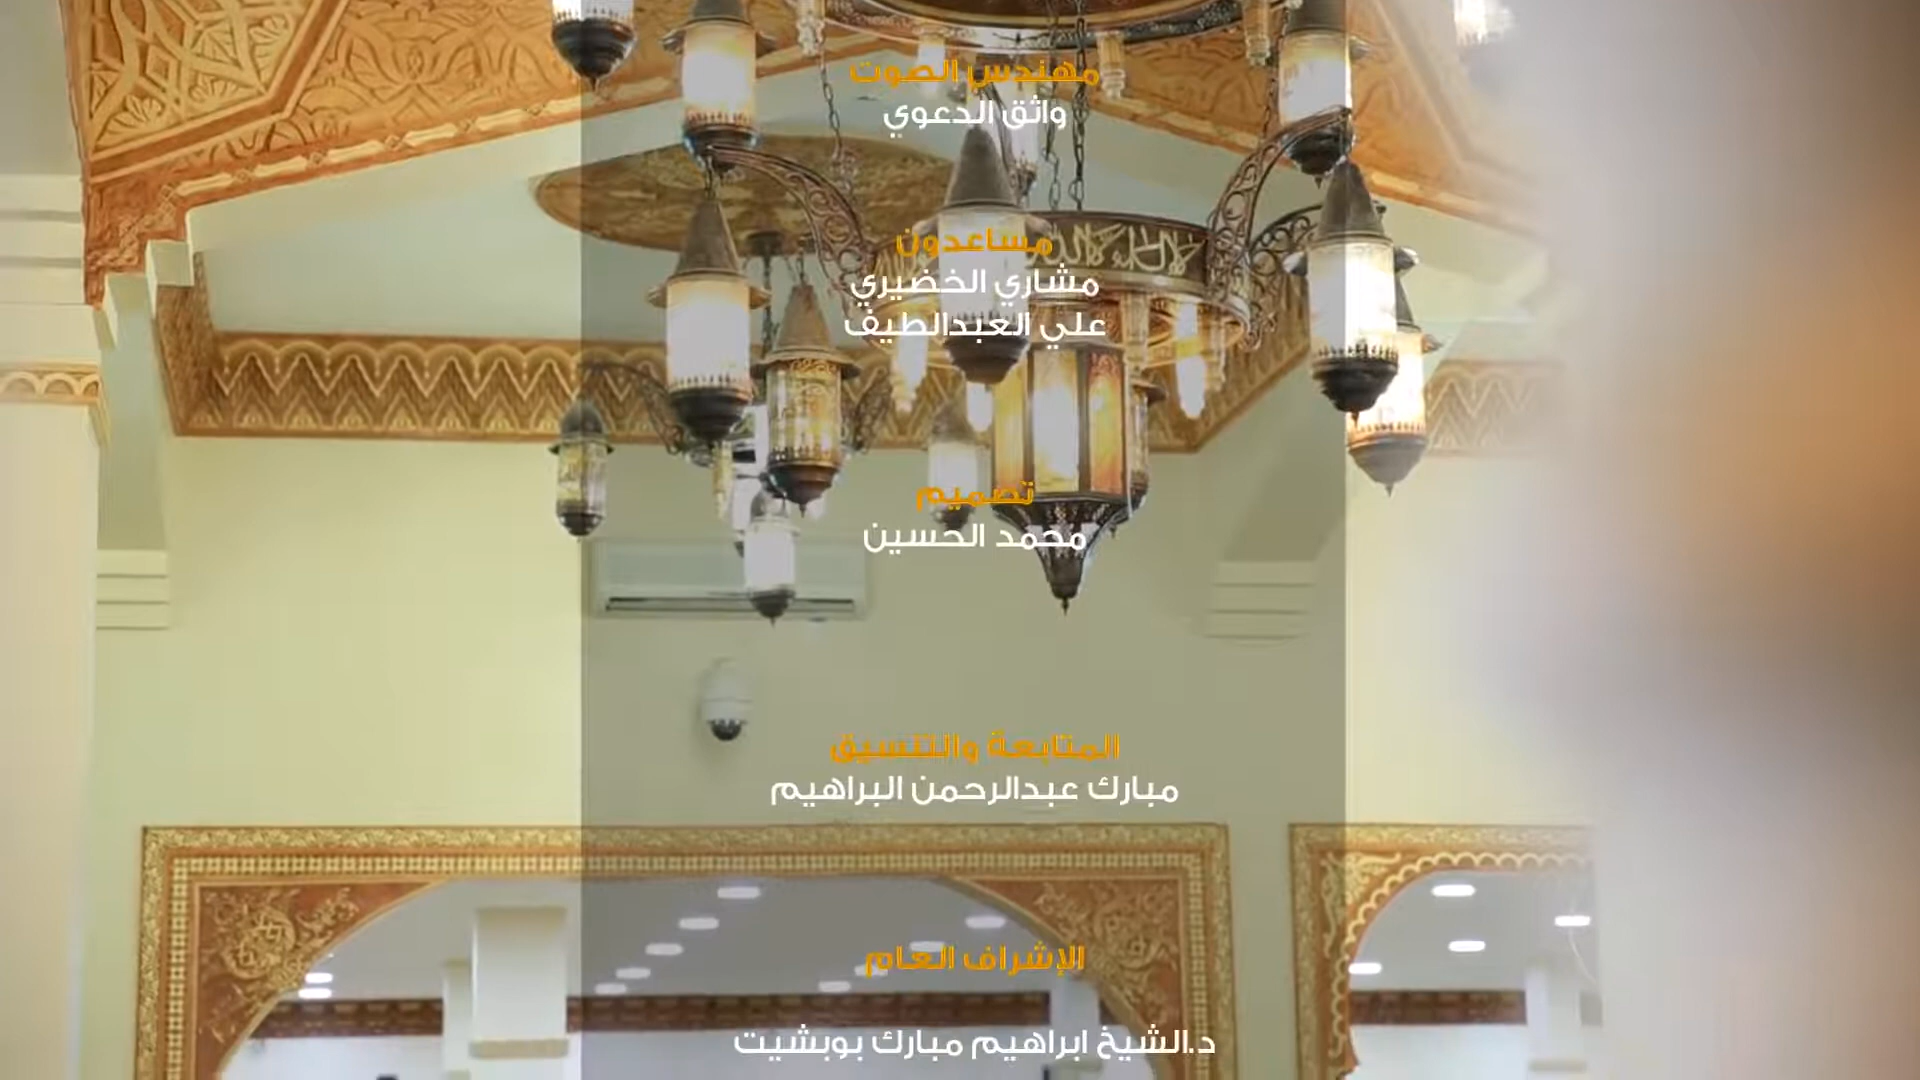 مهندس الصوت
واثق الدعوي
مساعدون
مشاري الخضيري
علي العبدالطيف
تصميم
محمد الحسين
المتابعة والتنسيق
مبارك عبدالرحمن البراهيم
الإشراف العام
د.الشيخ ابراهيم مبارك بوبشيت